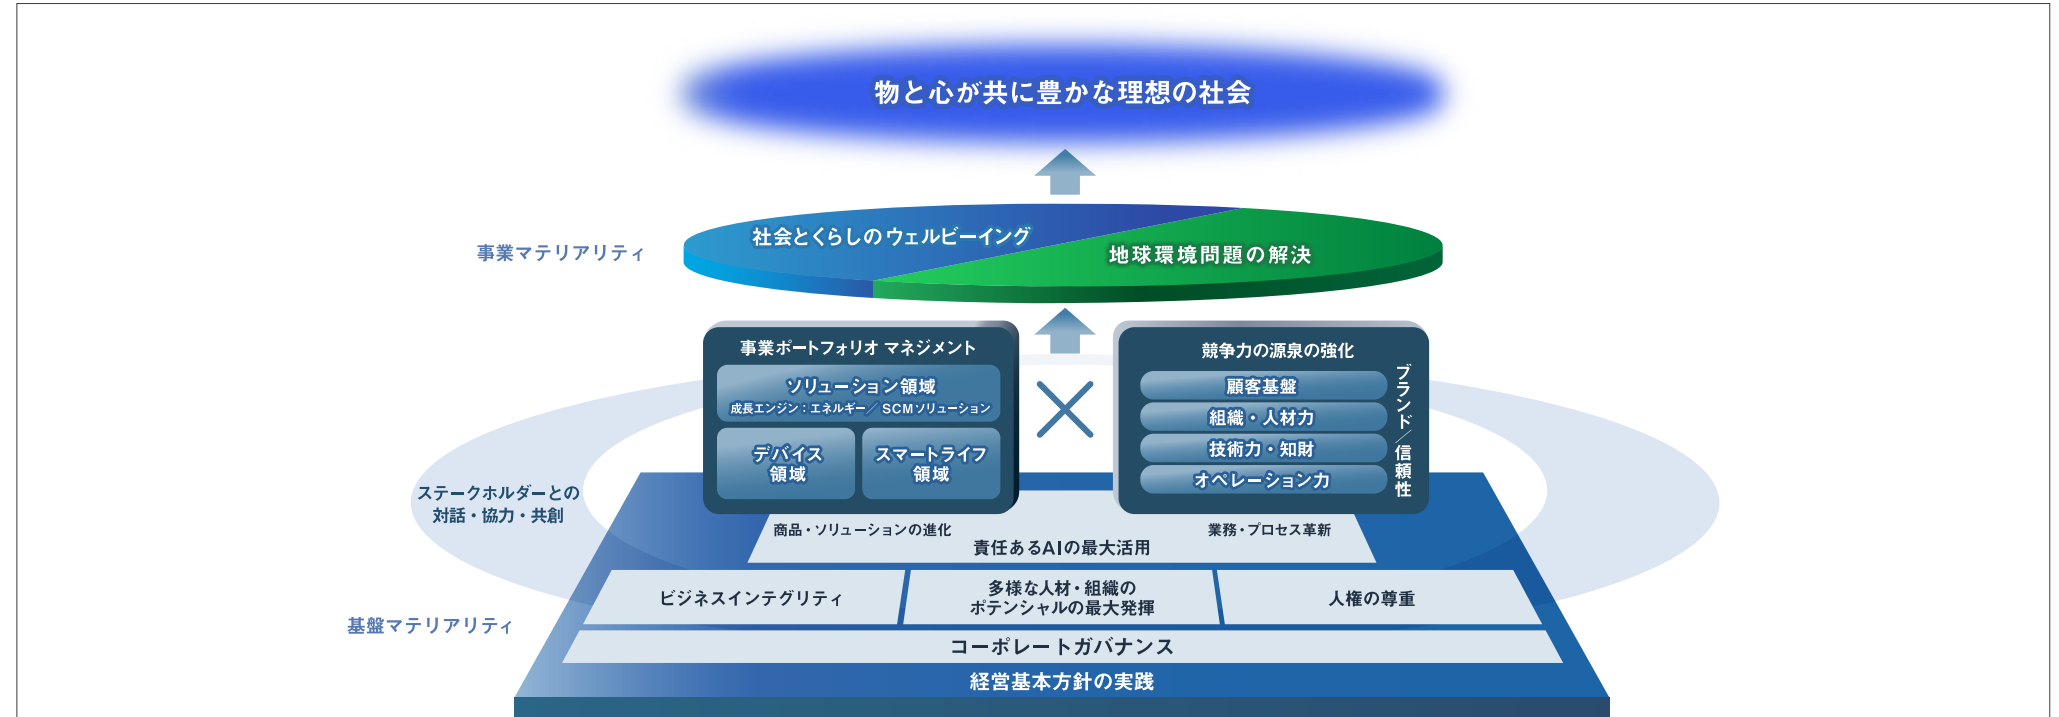 物と心が共に豊かな理想の社会
事業マテリアリティ
社会とくらしのウェルビーイング
地球環境問題の解決
事業ポートフォリオ マネジメント
ソリューション領域
成長エンジン：エネルギー／ SCMソリューション
デバイス
領域
スマートライフ
領域
競争力の源泉の強化
顧客基盤
組織・人材力
技術力・知財
オペレーション力
ブランド／信頼性
ステークホルダーとの
対話・協力・共創
商品・ソリューションの進化
業務・プロセス革新
責任あるAIの最大活用
ビジネスインテグリティ
多様な人材・組織の
ポテンシャルの最大発揮
人権の尊重
基盤マテリアリティ
コーポレートガバナンス
経営基本方針の実践